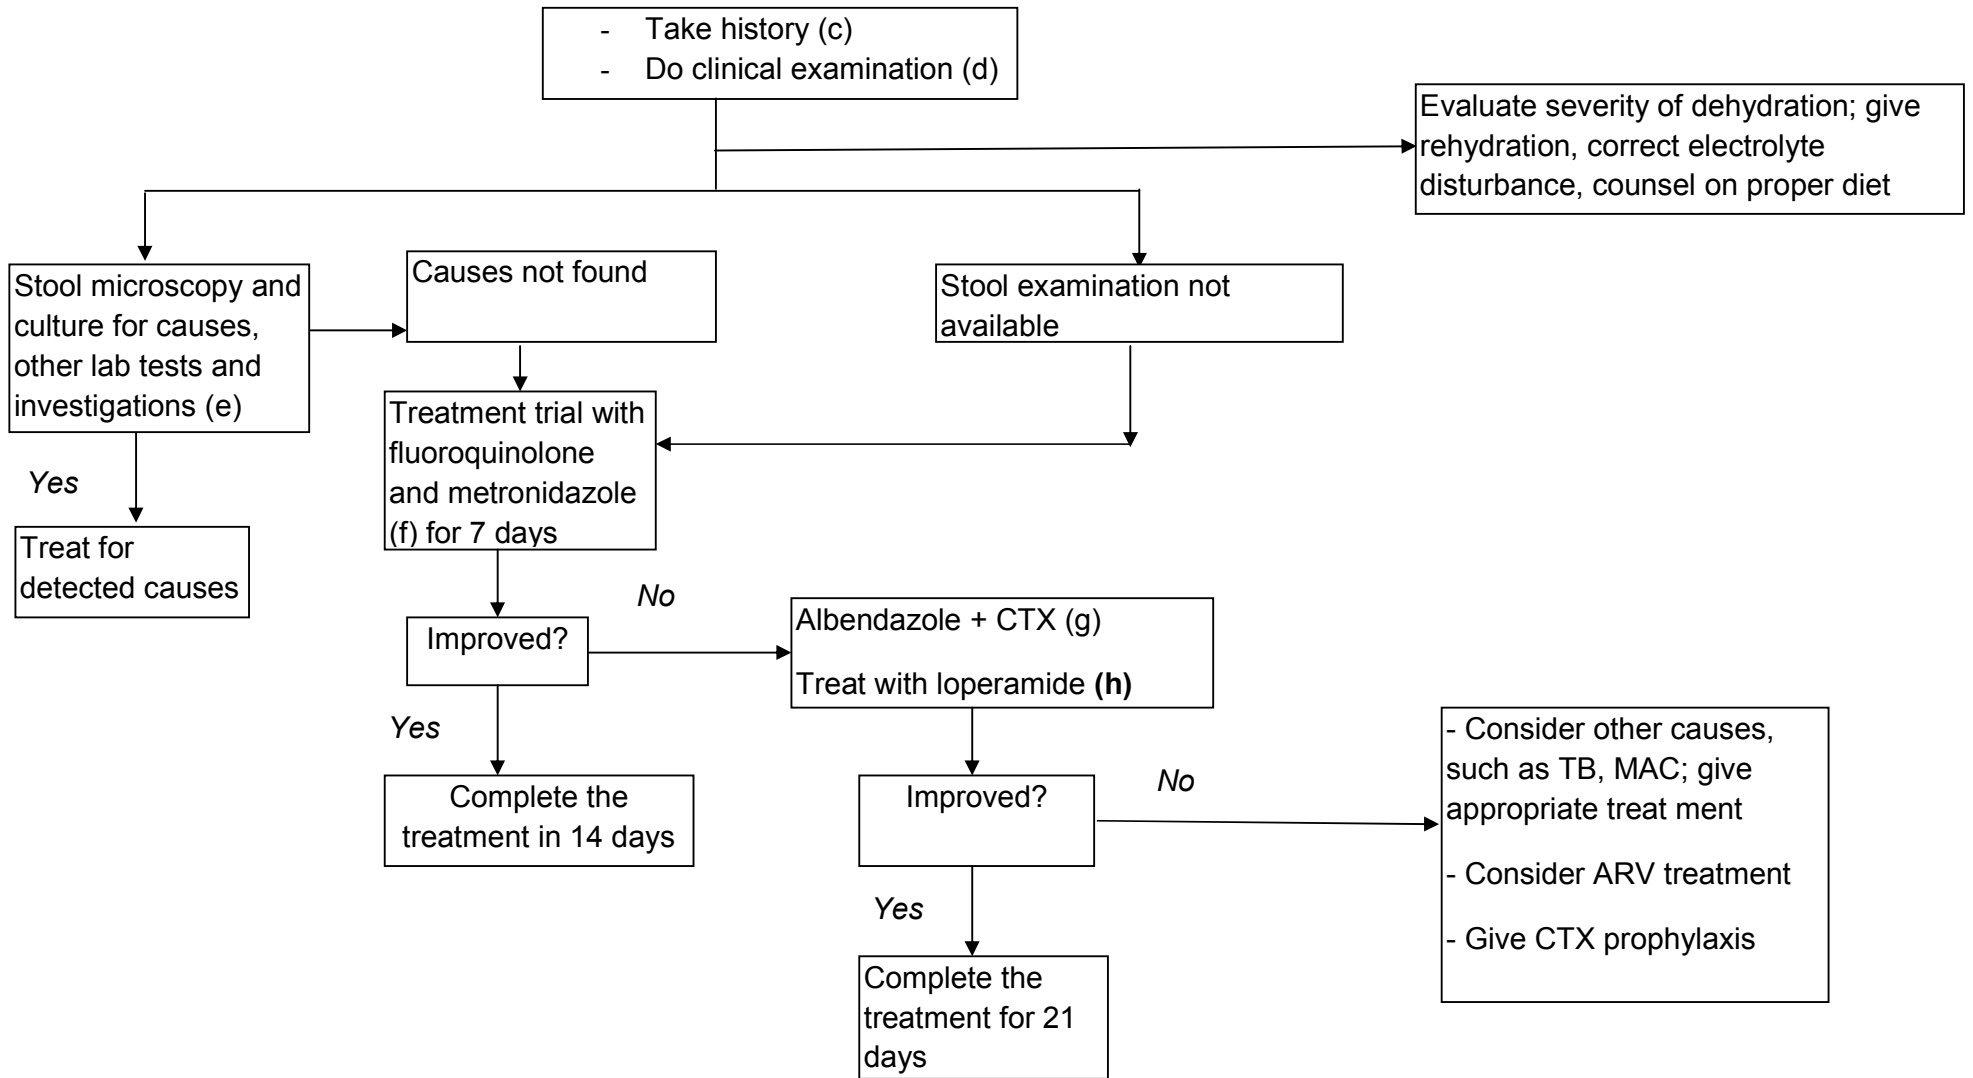 - Take history (c)
- Do clinical examination (d)
Evaluate severity of dehydration; give
rehydration, correct electrolyte
disturbance, counsel on proper diet
Stool microscopy and
culture for causes,
other lab tests and
investigations (e)
Causes not found
Stool examination not
available
Treatment trial with
fluoroquinolone
and metronidazole
(f) for 7 days
Yes
Treat for
detected causes
No
Improved?
Albendazole + CTX (g)
Treat with loperamide (h)
Yes
Complete the
treatment in 14 days
Improved?
No
- Consider other causes,
such as TB, MAC; give
appropriate treat ment
- Consider ARV treatment
- Give CTX prophylaxis
Yes
Complete the
treatment for 21
days